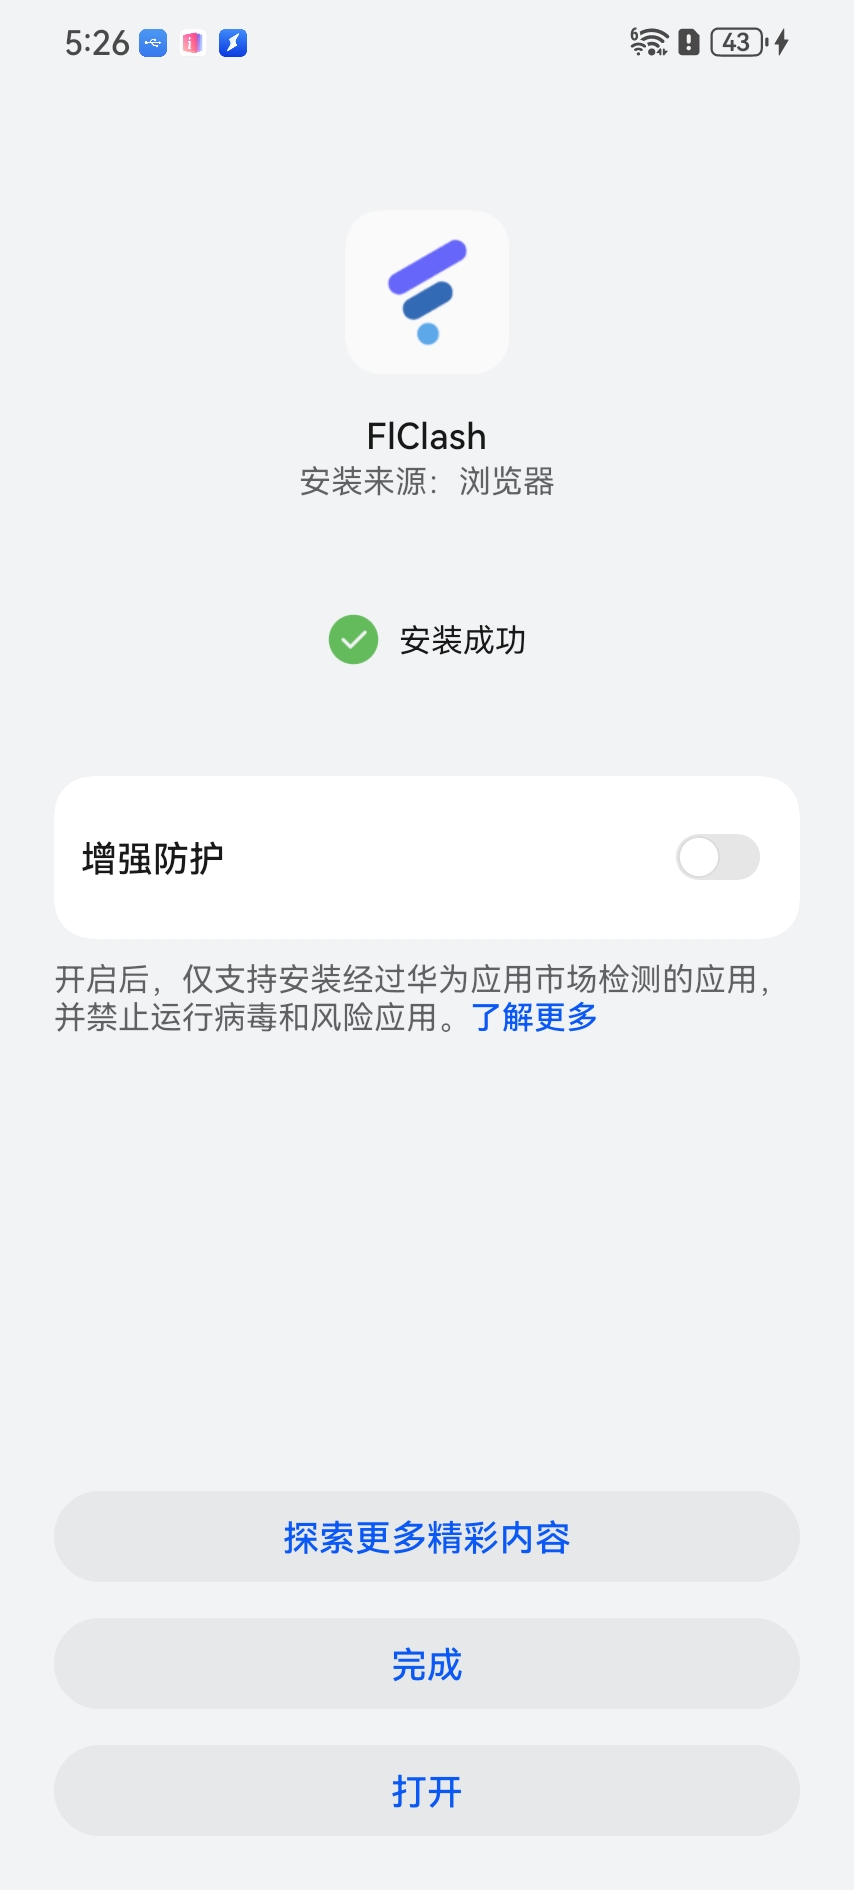 5:26
6
43
FlClash
安装来源：浏览器
安装成功
增强防护
开启后，仅支持安装经过华为应用市场检测的应用，
并禁止运行病毒和风险应用。了解更多
探索更多精彩内容
完成
打开